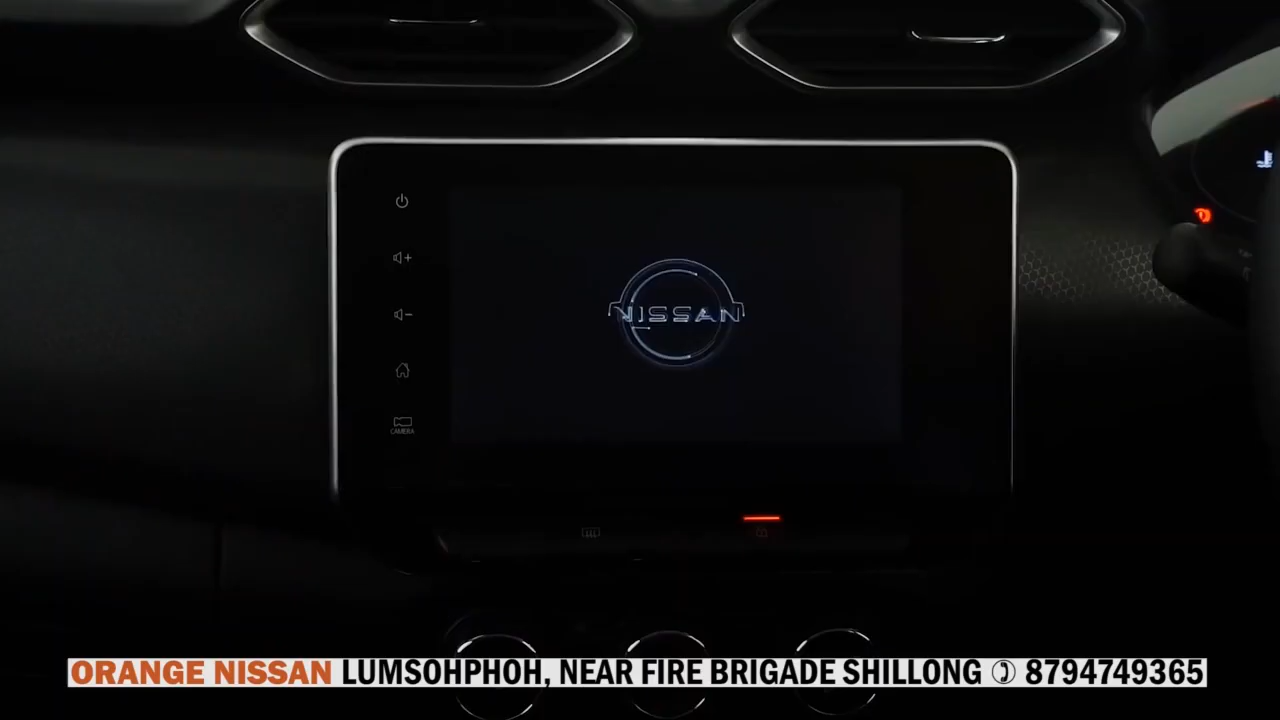 NISSAN
CAMERA
ORANGE NISSAN LUMSOHPHOH, NEAR FIRE BRIGADE SHILLONG ✆ 8794749365